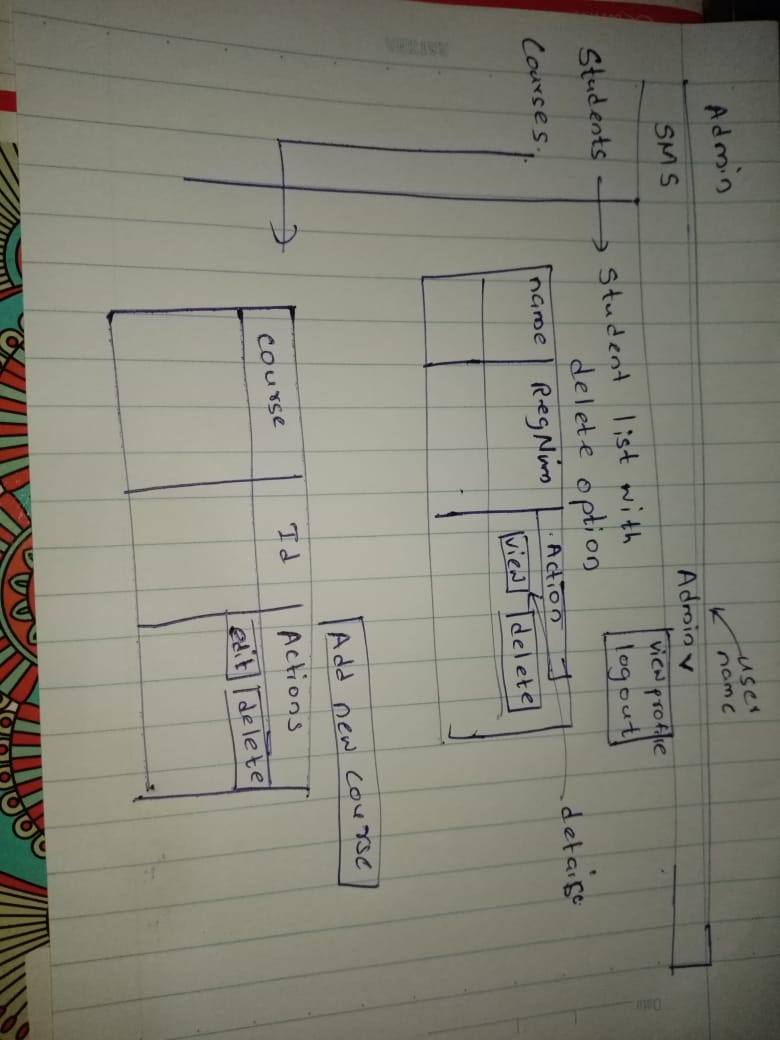 Admin
user
name
SMS
Admin v
view profile
logout
Students
Student list with
delete option
Courses
name
RegNum
Action
details
view
delete
Add new course
course
Id
Actions
edit
delete